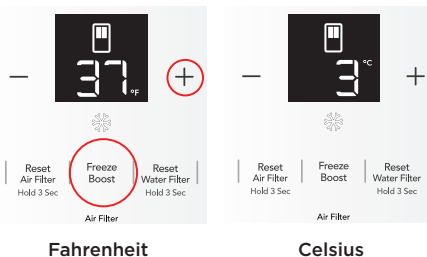 − 37 °F +
Reset
Air Filter
Hold 3 Sec
Freeze
Boost
Reset
Water Filter
Hold 3 Sec
Air Filter
Fahrenheit
− 3 °C +
Reset
Air Filter
Hold 3 Sec
Freeze
Boost
Reset
Water Filter
Hold 3 Sec
Air Filter
Celsius